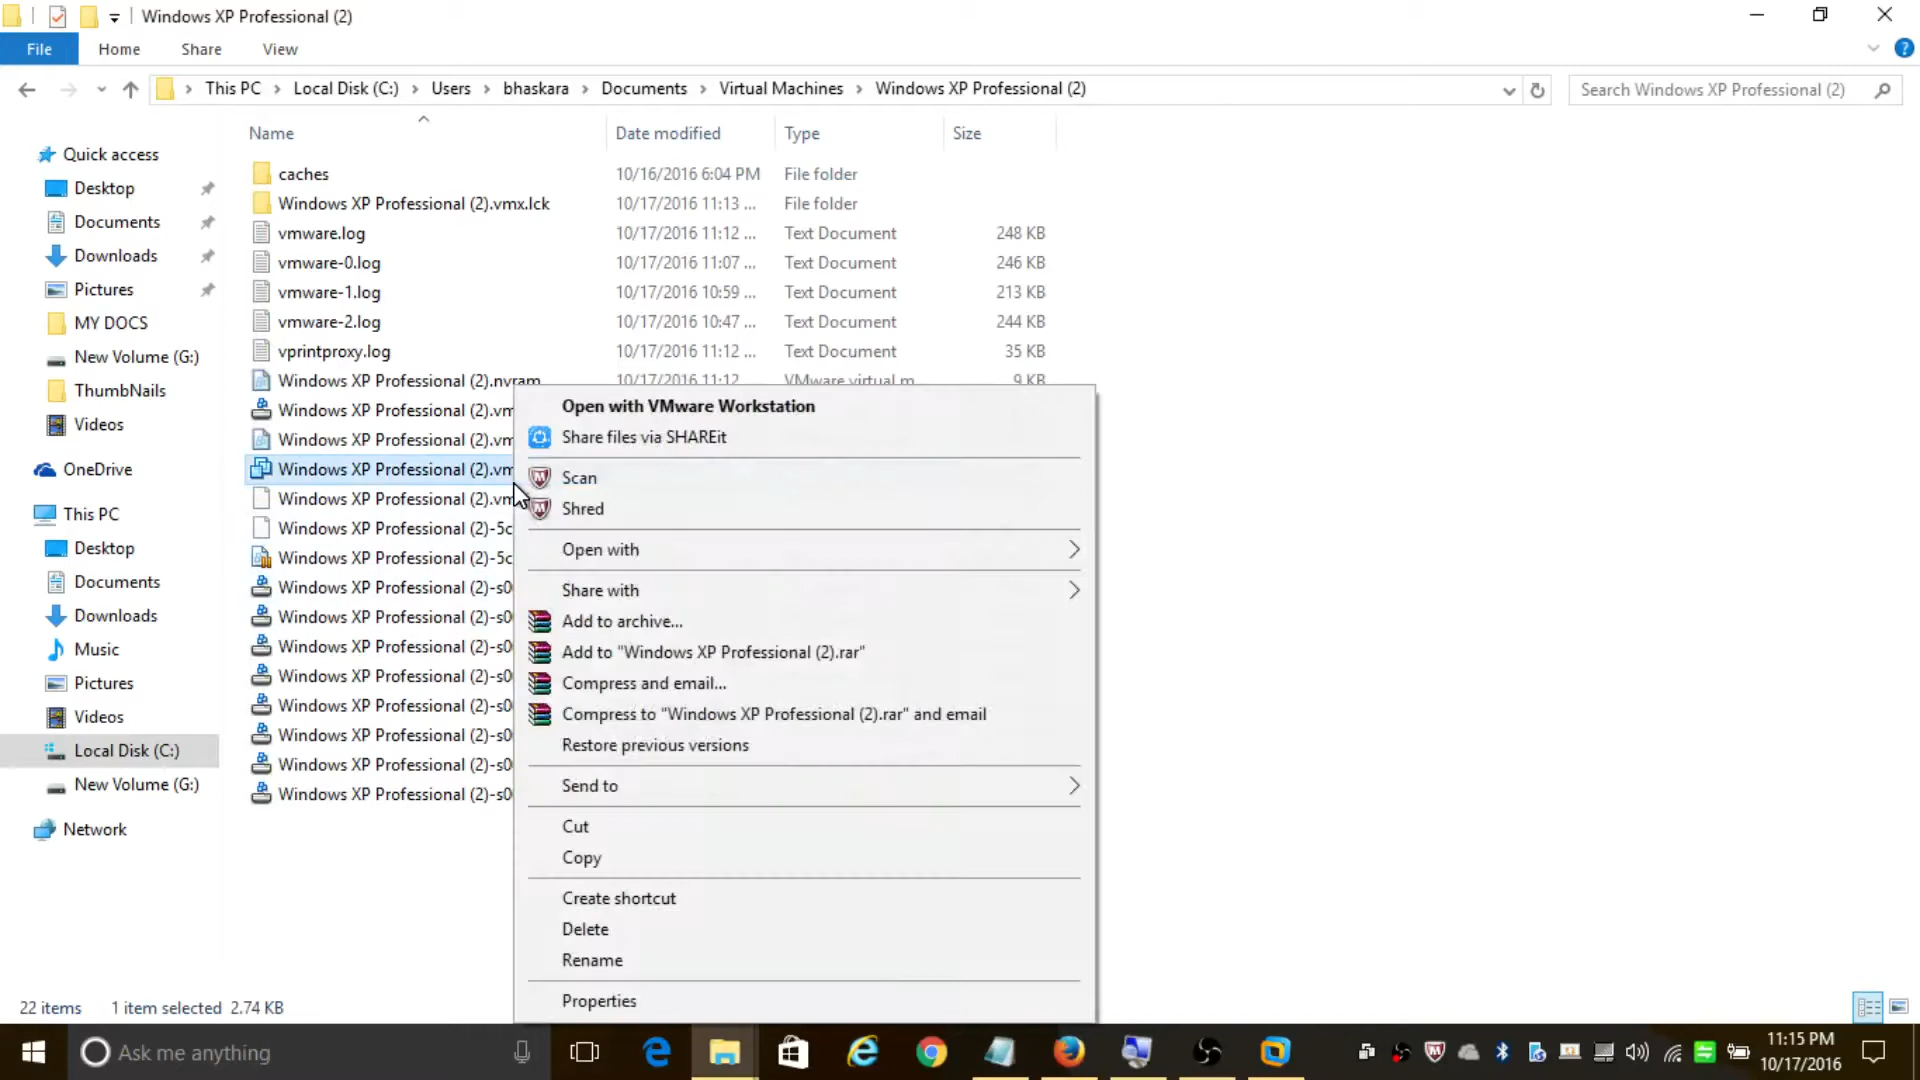 Windows XP Professional (2)
File Home Share View
This PC Local Disk (C:) Users bhaskara Documents Virtual Machines Windows XP Professional (2)
Search Windows XP Professional (2)
Name Date modified Type Size
Quick access
Desktop
Documents
Downloads
Pictures
MY DOCS
New Volume (G:)
ThumbNails
Videos
OneDrive
This PC
Desktop
Documents
Downloads
Music
Pictures
Videos
Local Disk (C:)
New Volume (G:)
Network
caches 10/16/2016 6:04 PM File folder
Windows XP Professional (2).vmx.lck 10/17/2016 11:13 ... File folder
vmware.log 10/17/2016 11:12 ... Text Document 248 KB
vmware-0.log 10/17/2016 11:07 ... Text Document 246 KB
vmware-1.log 10/17/2016 10:59 ... Text Document 213 KB
vmware-2.log 10/17/2016 10:47 ... Text Document 244 KB
vprintproxy.log 10/17/2016 11:12 ... Text Document 35 KB
Windows XP Professional (2).nvram 10/17/2016 11:12 VMware virtual m 9 KB
Windows XP Professional (2).vm
Windows XP Professional (2).vm
Windows XP Professional (2).vm
Windows XP Professional (2).vm
Windows XP Professional (2)-5c
Windows XP Professional (2)-5c
Windows XP Professional (2)-s0
Windows XP Professional (2)-s0
Windows XP Professional (2)-s0
Windows XP Professional (2)-s0
Windows XP Professional (2)-s0
Windows XP Professional (2)-s0
Windows XP Professional (2)-s0
Windows XP Professional (2)-s0
Open with VMware Workstation
Share files via SHAREit
Scan
Shred
Open with
Share with
Add to archive...
Add to "Windows XP Professional (2).rar"
Compress and email...
Compress to "Windows XP Professional (2).rar" and email
Restore previous versions
Send to
Cut
Copy
Create shortcut
Delete
Rename
Properties
22 items 1 item selected 2.74 KB
Ask me anything
11:15 PM
10/17/2016